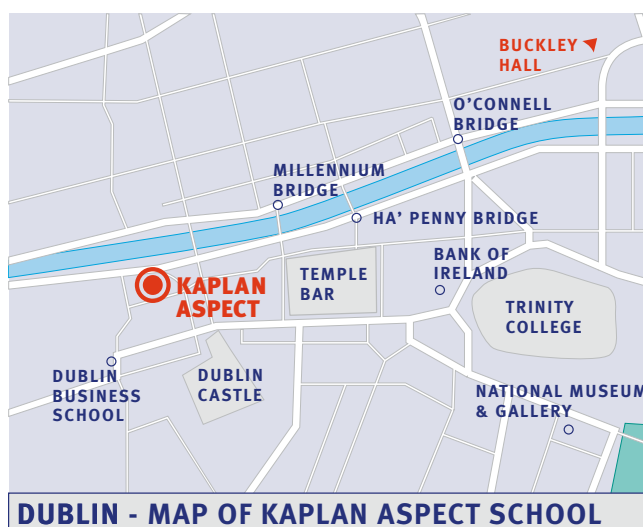 BUCKLEY
HALL
O'CONNELL
BRIDGE
MILLENNIUM
BRIDGE
HA' PENNY BRIDGE
BANK OF
IRELAND
TEMPLE
BAR
KAPLAN
ASPECT
TRINITY
COLLEGE
DUBLIN
BUSINESS
SCHOOL
DUBLIN
CASTLE
NATIONAL MUSEUM
& GALLERY
DUBLIN - MAP OF KAPLAN ASPECT SCHOOL